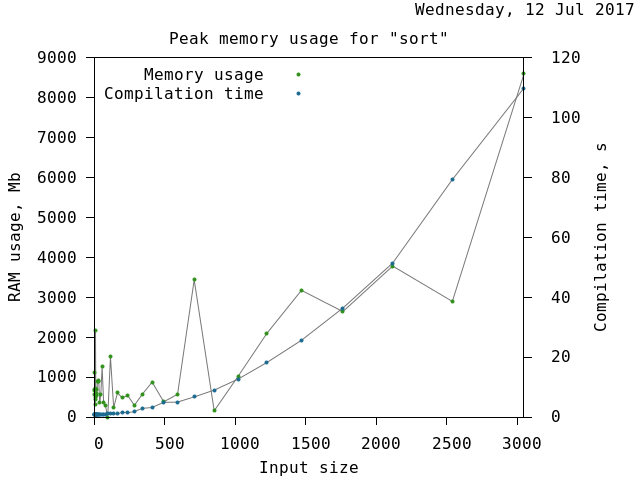 Wednesday, 12 Jul 2017
Peak memory usage for "sort"
Memory usage
Compilation time
9000
8000
7000
6000
5000
4000
3000
2000
1000
0
RAM usage, Mb
120
100
80
60
40
20
0
Compilation time, s
0 500 1000 1500 2000 2500 3000
Input size